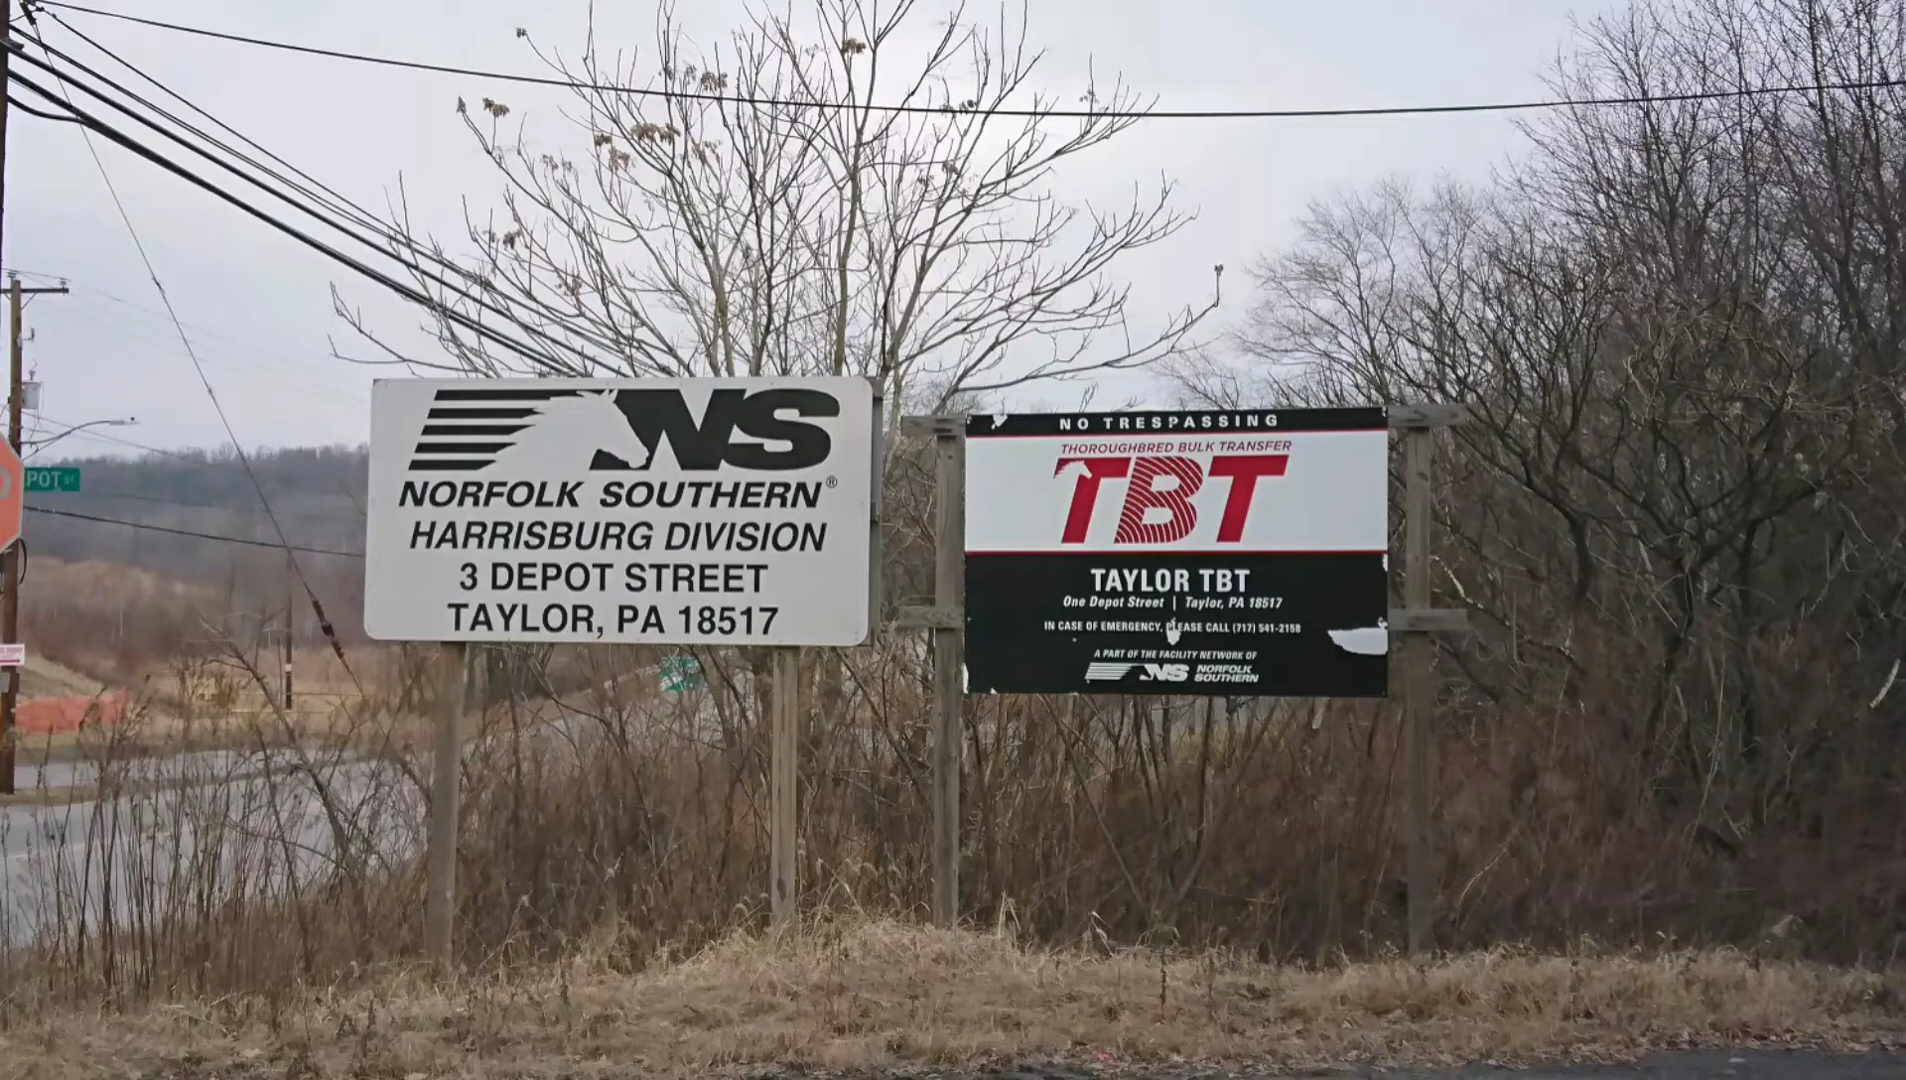 POT ST
NS
NORFOLK SOUTHERN®
HARRISBURG DIVISION
3 DEPOT STREET
TAYLOR, PA 18517
NO TRESPASSING
THOROUGHBRED BULK TRANSFER
TBT
TAYLOR TBT
One Depot Street | Taylor, PA 18517
IN CASE OF EMERGENCY, PLEASE CALL (717) 541-2158
A PART OF THE FACILITY NETWORK OF
NS NORFOLK
SOUTHERN